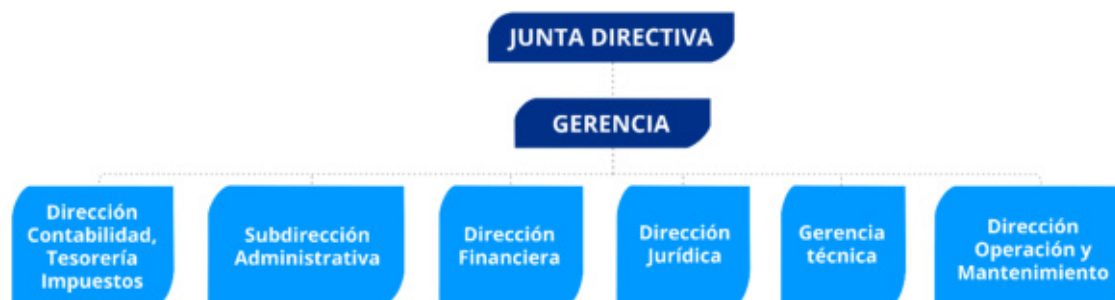 JUNTA DIRECTIVA
GERENCIA
Dirección
Contabilidad,
Tesorería
Impuestos
Subdirección
Administrativa
Dirección
Financiera
Dirección
Jurídica
Gerencia
técnica
Dirección
Operación y
Mantenimiento